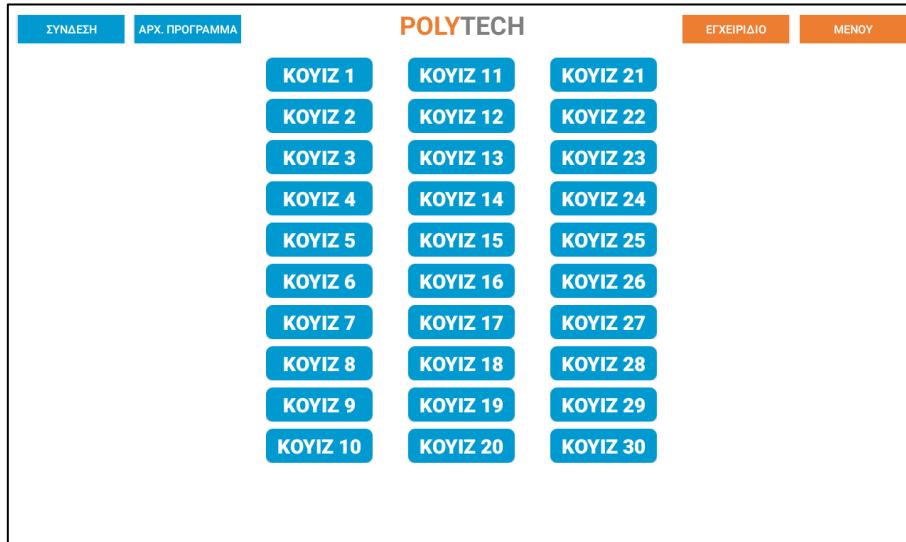 ΣΥΝΔΕΣΗ ΑΡΧ. ΠΡΟΓΡΑΜΜΑ POLYTECH ΕΓΧΕΙΡΙΔΙΟ ΜΕΝΟΥ
ΚΟΥΙΖ 1 ΚΟΥΙΖ 11 ΚΟΥΙΖ 21
ΚΟΥΙΖ 2 ΚΟΥΙΖ 12 ΚΟΥΙΖ 22
ΚΟΥΙΖ 3 ΚΟΥΙΖ 13 ΚΟΥΙΖ 23
ΚΟΥΙΖ 4 ΚΟΥΙΖ 14 ΚΟΥΙΖ 24
ΚΟΥΙΖ 5 ΚΟΥΙΖ 15 ΚΟΥΙΖ 25
ΚΟΥΙΖ 6 ΚΟΥΙΖ 16 ΚΟΥΙΖ 26
ΚΟΥΙΖ 7 ΚΟΥΙΖ 17 ΚΟΥΙΖ 27
ΚΟΥΙΖ 8 ΚΟΥΙΖ 18 ΚΟΥΙΖ 28
ΚΟΥΙΖ 9 ΚΟΥΙΖ 19 ΚΟΥΙΖ 29
ΚΟΥΙΖ 10 ΚΟΥΙΖ 20 ΚΟΥΙΖ 30